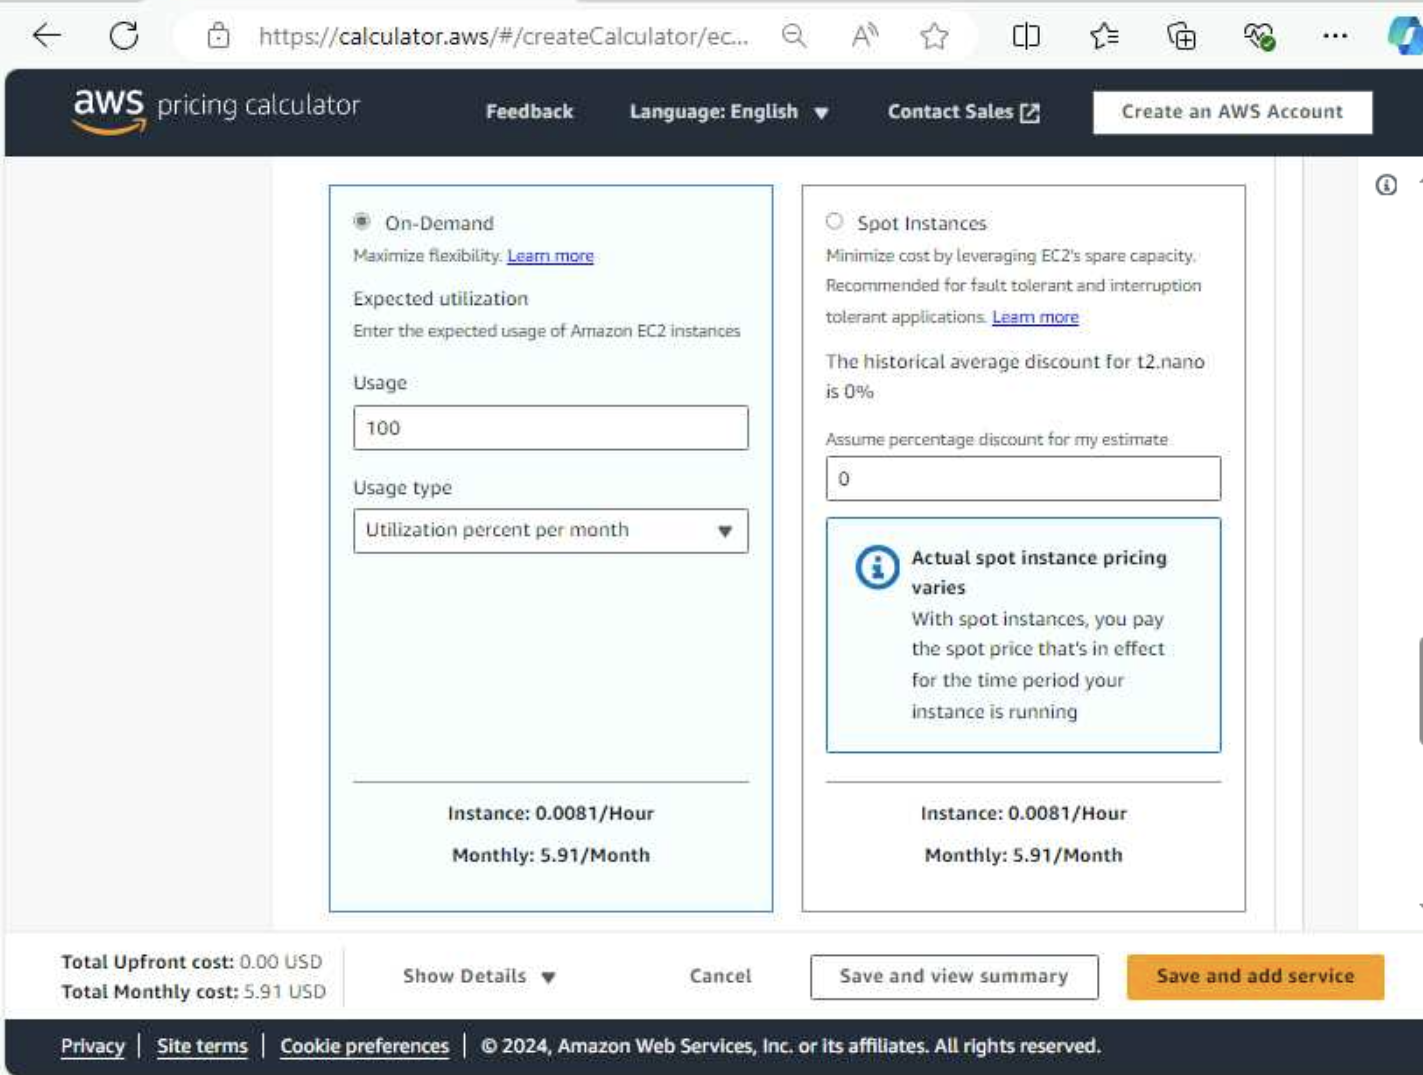 https://calculator.aws/#/createCalculator/ec...
aws pricing calculator
Feedback
Language: English
Contact Sales
Create an AWS Account
On-Demand
Maximize flexibility. Learn more
Expected utilization
Enter the expected usage of Amazon EC2 instances
Usage
100
Usage type
Utilization percent per month
Instance: 0.0081/Hour
Monthly: 5.91/Month
Spot Instances
Minimize cost by leveraging EC2's spare capacity.
Recommended for fault tolerant and interruption
tolerant applications. Learn more
The historical average discount for t2.nano
is 0%
Assume percentage discount for my estimate
0
Actual spot instance pricing
varies
With spot instances, you pay
the spot price that's in effect
for the time period your
instance is running
Instance: 0.0081/Hour
Monthly: 5.91/Month
Total Upfront cost: 0.00 USD
Total Monthly cost: 5.91 USD
Show Details
Cancel
Save and view summary
Save and add service
Privacy | Site terms | Cookie preferences | © 2024, Amazon Web Services, Inc. or its affiliates. All rights reserved.